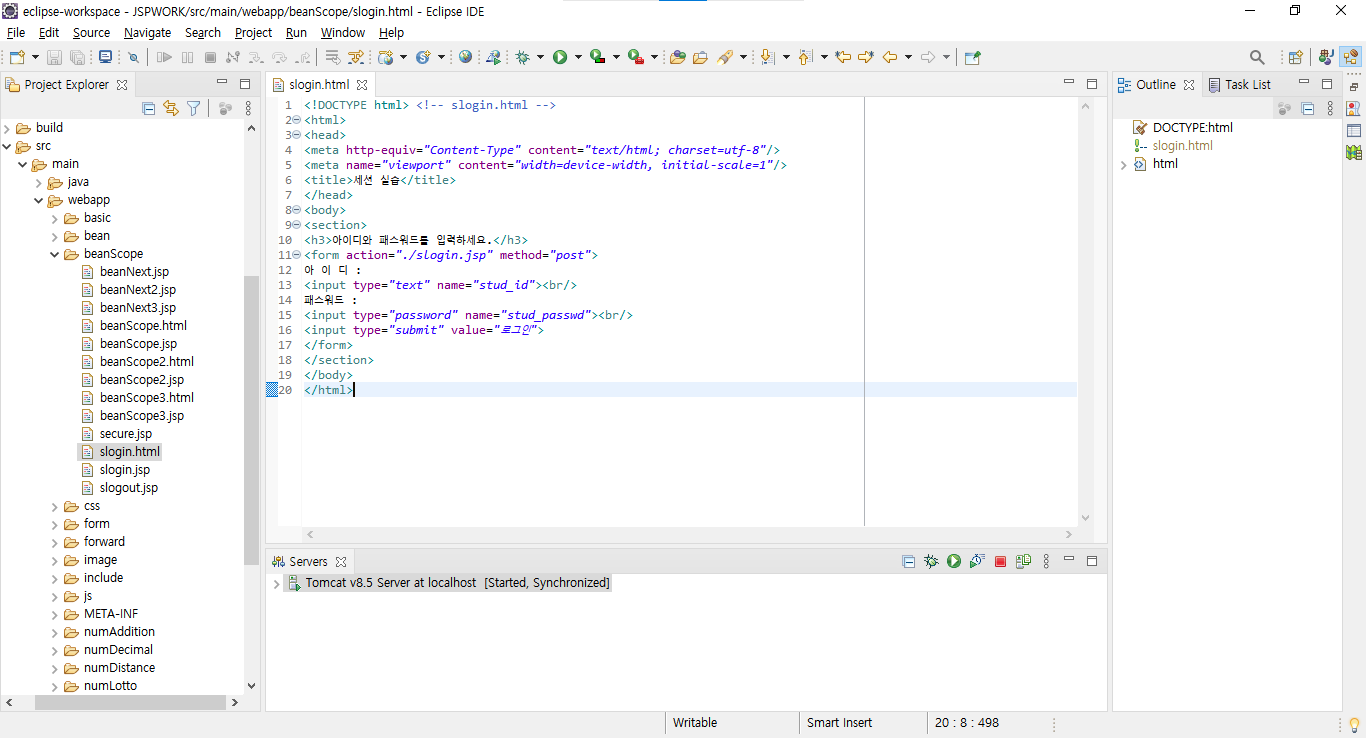 eclipse-workspace - JSPWORK/src/main/webapp/beanScope/slogin.html - Eclipse IDE
File Edit Source Navigate Search Project Run Window Help
Project Explorer
build
src
main
java
webapp
basic
bean
beanScope
beanNext.jsp
beanNext2.jsp
beanNext3.jsp
beanScope.html
beanScope.jsp
beanScope2.html
beanScope2.jsp
beanScope3.html
beanScope3.jsp
secure.jsp
slogin.html
slogin.jsp
slogout.jsp
css
form
forward
image
include
js
META-INF
numAddition
numDecimal
numDistance
numLotto
slogin.html
1 <!DOCTYPE html> <!-- slogin.html -->
2 <html>
3 <head>
4 <meta http-equiv="Content-Type" content="text/html; charset=utf-8"/>
5 <meta name="viewport" content="width=device-width, initial-scale=1"/>
6 <title>세션 실습</title>
7 </head>
8 <body>
9 <section>
10 <h3>아이디와 패스워드를 입력하세요.</h3>
11 <form action="./slogin.jsp" method="post">
12 아 이 디 :
13 <input type="text" name="stud_id"><br/>
14 패스워드 :
15 <input type="password" name="stud_passwd"><br/>
16 <input type="submit" value="로그인">
17 </form>
18 </section>
19 </body>
20 </html>
Servers
Tomcat v8.5 Server at localhost [Started, Synchronized]
Outline Task List
DOCTYPE:html
slogin.html
html
Writable Smart Insert 20 : 8 : 498